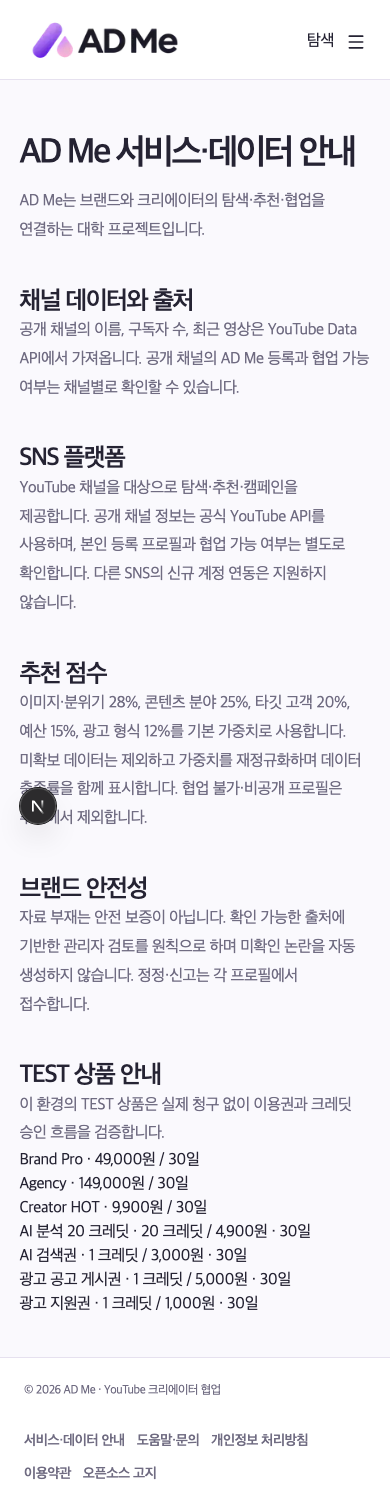 AD Me
탐색
AD Me 서비스·데이터 안내
AD Me는 브랜드와 크리에이터의 탐색·추천·협업을
연결하는 대학 프로젝트입니다.
채널 데이터와 출처
공개 채널의 이름, 구독자 수, 최근 영상은 YouTube Data
API에서 가져옵니다. 공개 채널의 AD Me 등록과 협업 가능
여부는 채널별로 확인할 수 있습니다.
SNS 플랫폼
YouTube 채널을 대상으로 탐색·추천·캠페인을
제공합니다. 공개 채널 정보는 공식 YouTube API를
사용하며, 본인 등록 프로필과 협업 가능 여부는 별도로
확인합니다. 다른 SNS의 신규 계정 연동은 지원하지
않습니다.
추천 점수
이미지·분위기 28%, 콘텐츠 분야 25%, 타깃 고객 20%,
예산 15%, 광고 형식 12%를 기본 가중치로 사용합니다.
미확보 데이터는 제외하고 가중치를 재정규화하며 데이터
함께 표시합니다. 협업 불가·비공개 프로필은
N
에서 제외합니다.
브랜드 안전성
자료 부재는 안전 보증이 아닙니다. 확인 가능한 출처에
기반한 관리자 검토를 원칙으로 하며 미확인 논란을 자동
생성하지 않습니다. 정정·신고는 각 프로필에서
접수합니다.
TEST 상품 안내
이 환경의 TEST 상품은 실제 청구 없이 이용권과 크레딧
승인 흐름을 검증합니다.
Brand Pro · 49,000원 / 30일
Agency · 149,000원 / 30일
Creator HOT · 9,900원 / 30일
AI 분석 20 크레딧 · 20 크레딧 / 4,900원 · 30일
AI 검색권 · 1 크레딧 / 3,000원 · 30일
광고 공고 게시권 · 1 크레딧 / 5,000원 · 30일
광고 지원권 · 1 크레딧 / 1,000원 · 30일
© 2026 AD Me · YouTube 크리에이터 협업
서비스·데이터 안내 도움말·문의 개인정보 처리방침
이용약관 오픈소스 고지